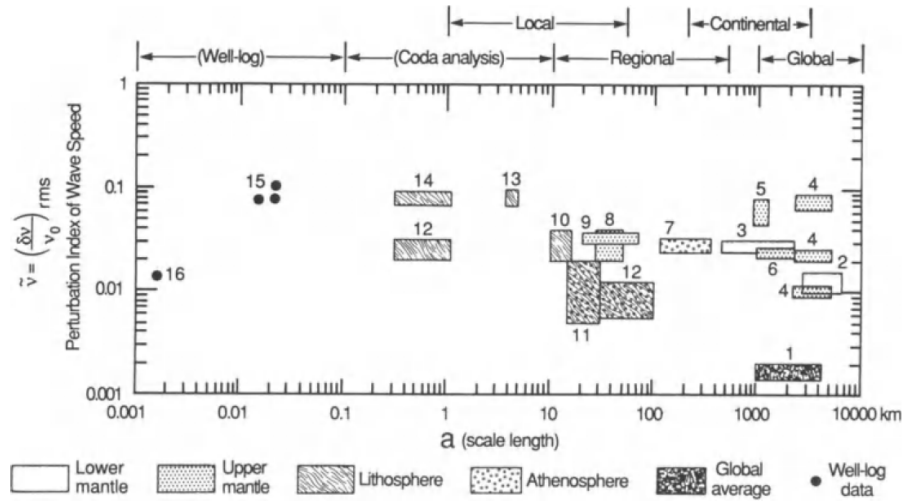 Local
Continental
(Well-log)
(Coda analysis)
Regional
Global
Perturbation Index of Wave Speed
ṽ = (δν/ν₀) rms
1
0.1
0.01
0.001
15
16
14
12
13
10
9
8
11
12
7
5
4
3
4
6
2
4
1
0.001
0.01
0.1
1
10
100
1000
10000 km
a (scale length)
Lower mantle
Upper mantle
Lithosphere
Athenosphere
Global average
Well-log data